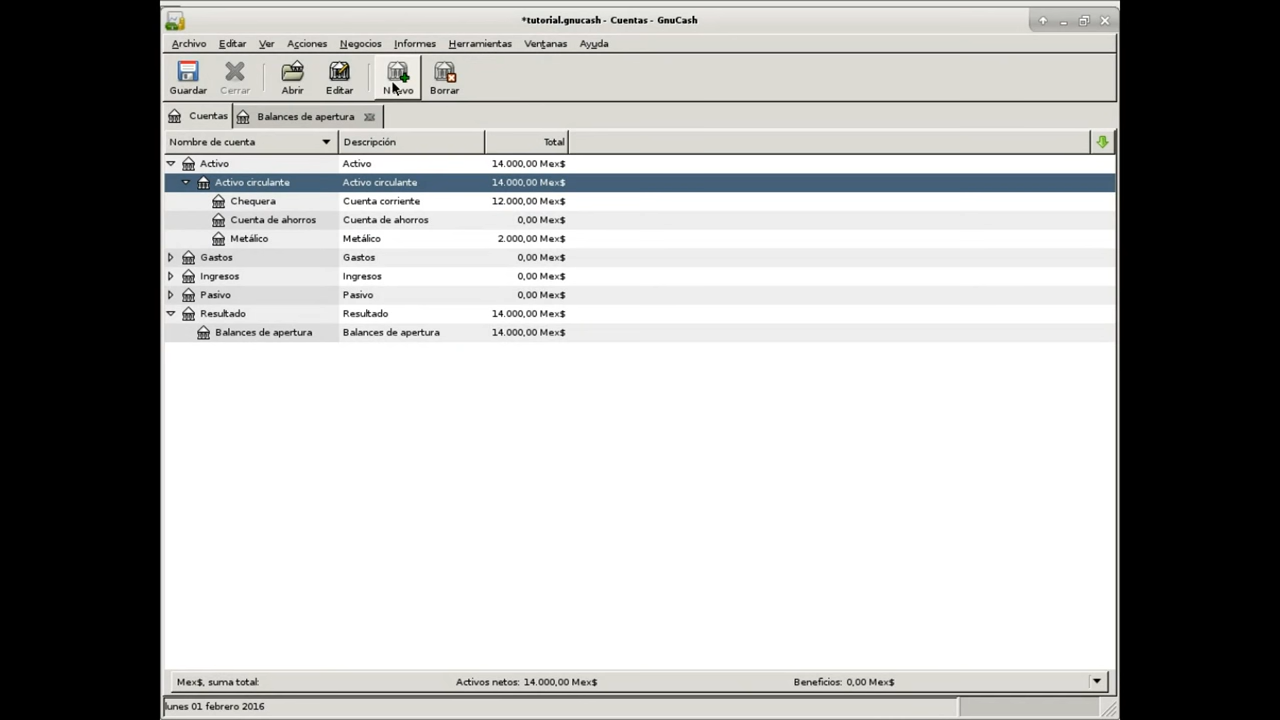 *tutorial.gnucash - Cuentas - GnuCash
Archivo Editar Ver Acciones Negocios Informes Herramientas Ventanas Ayuda
Guardar Cerrar Abrir Editar Nuevo Borrar
Cuentas Balances de apertura
Nombre de cuenta Descripción Total
Activo Activo 14.000,00 Mex$
Activo circulante Activo circulante 14.000,00 Mex$
Chequera Cuenta corriente 12.000,00 Mex$
Cuenta de ahorros Cuenta de ahorros 0,00 Mex$
Metálico Metálico 2.000,00 Mex$
Gastos Gastos 0,00 Mex$
Ingresos Ingresos 0,00 Mex$
Pasivo Pasivo 0,00 Mex$
Resultado Resultado 14.000,00 Mex$
Balances de apertura Balances de apertura 14.000,00 Mex$
Mex$, suma total: Activos netos: 14.000,00 Mex$ Beneficios: 0,00 Mex$
lunes 01 febrero 2016